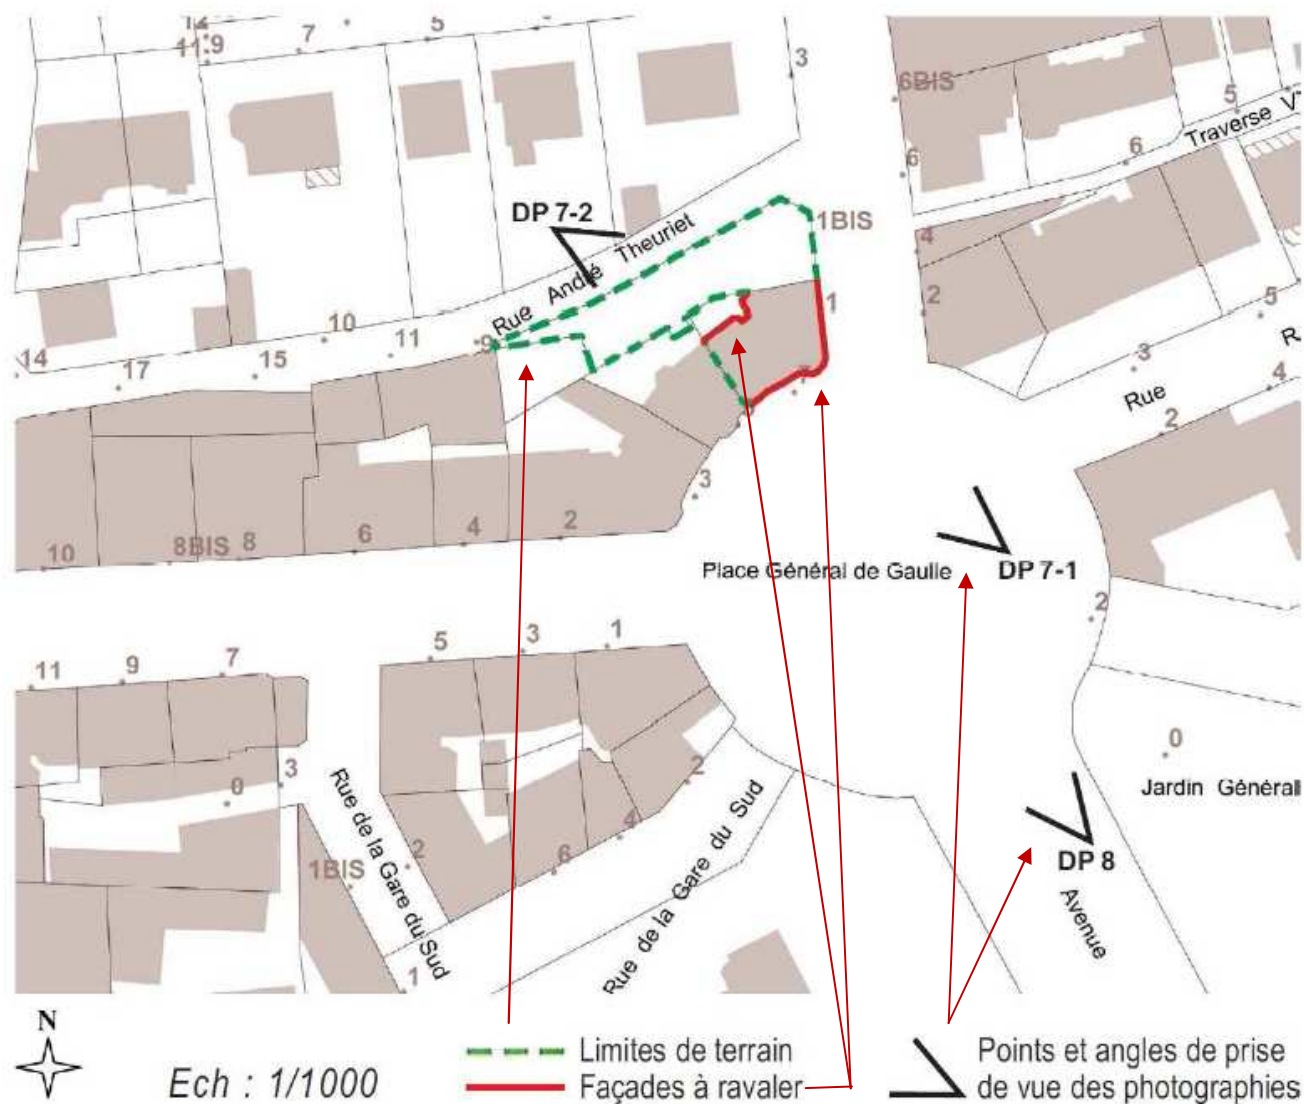 12
11
9
7
5
3
6BIS
5
Traverse
6
6
DP 7-2
1BIS
4
Rue André Theuriet
2
1
5
10
11
9
14
17
15
3
R
7
Rue
4
2
3
10
8BIS
8
6
4
2
Place Général de Gaulle
DP 7-1
2
5
3
1
11
9
7
0
3
2
Jardin Général
0
Rue de la Gare du Sud
2
4
6
1BIS
Rue de la Gare du Sud
DP 8
Avenue
1
N
Ech : 1/1000
Limites de terrain
Façades à ravaler
Points et angles de prise
de vue des photographies